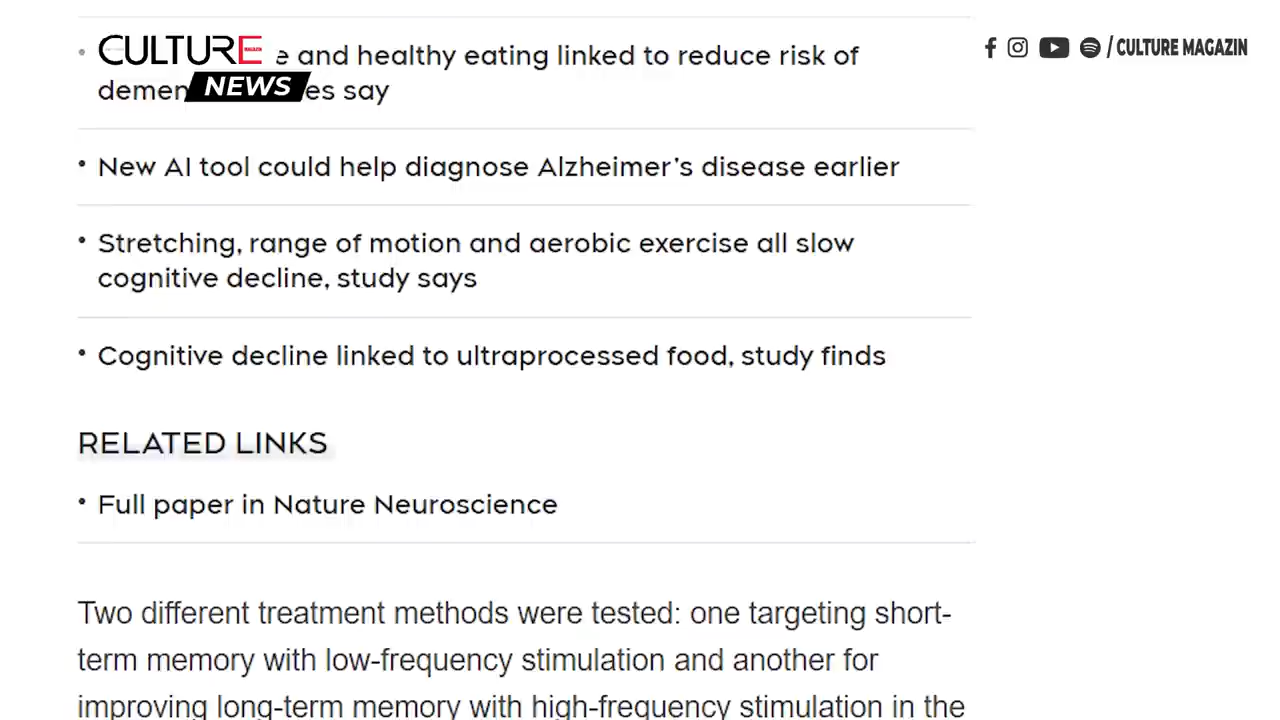 CULTURE
MAGAZIN
NEWS
/ CULTURE MAGAZIN
and healthy eating linked to reduce risk of
say
• New AI tool could help diagnose Alzheimer's disease earlier
• Stretching, range of motion and aerobic exercise all slow
cognitive decline, study says
• Cognitive decline linked to ultraprocessed food, study finds
RELATED LINKS
• Full paper in Nature Neuroscience
Two different treatment methods were tested: one targeting short-
term memory with low-frequency stimulation and another for
improving long-term memory with high-frequency stimulation in the